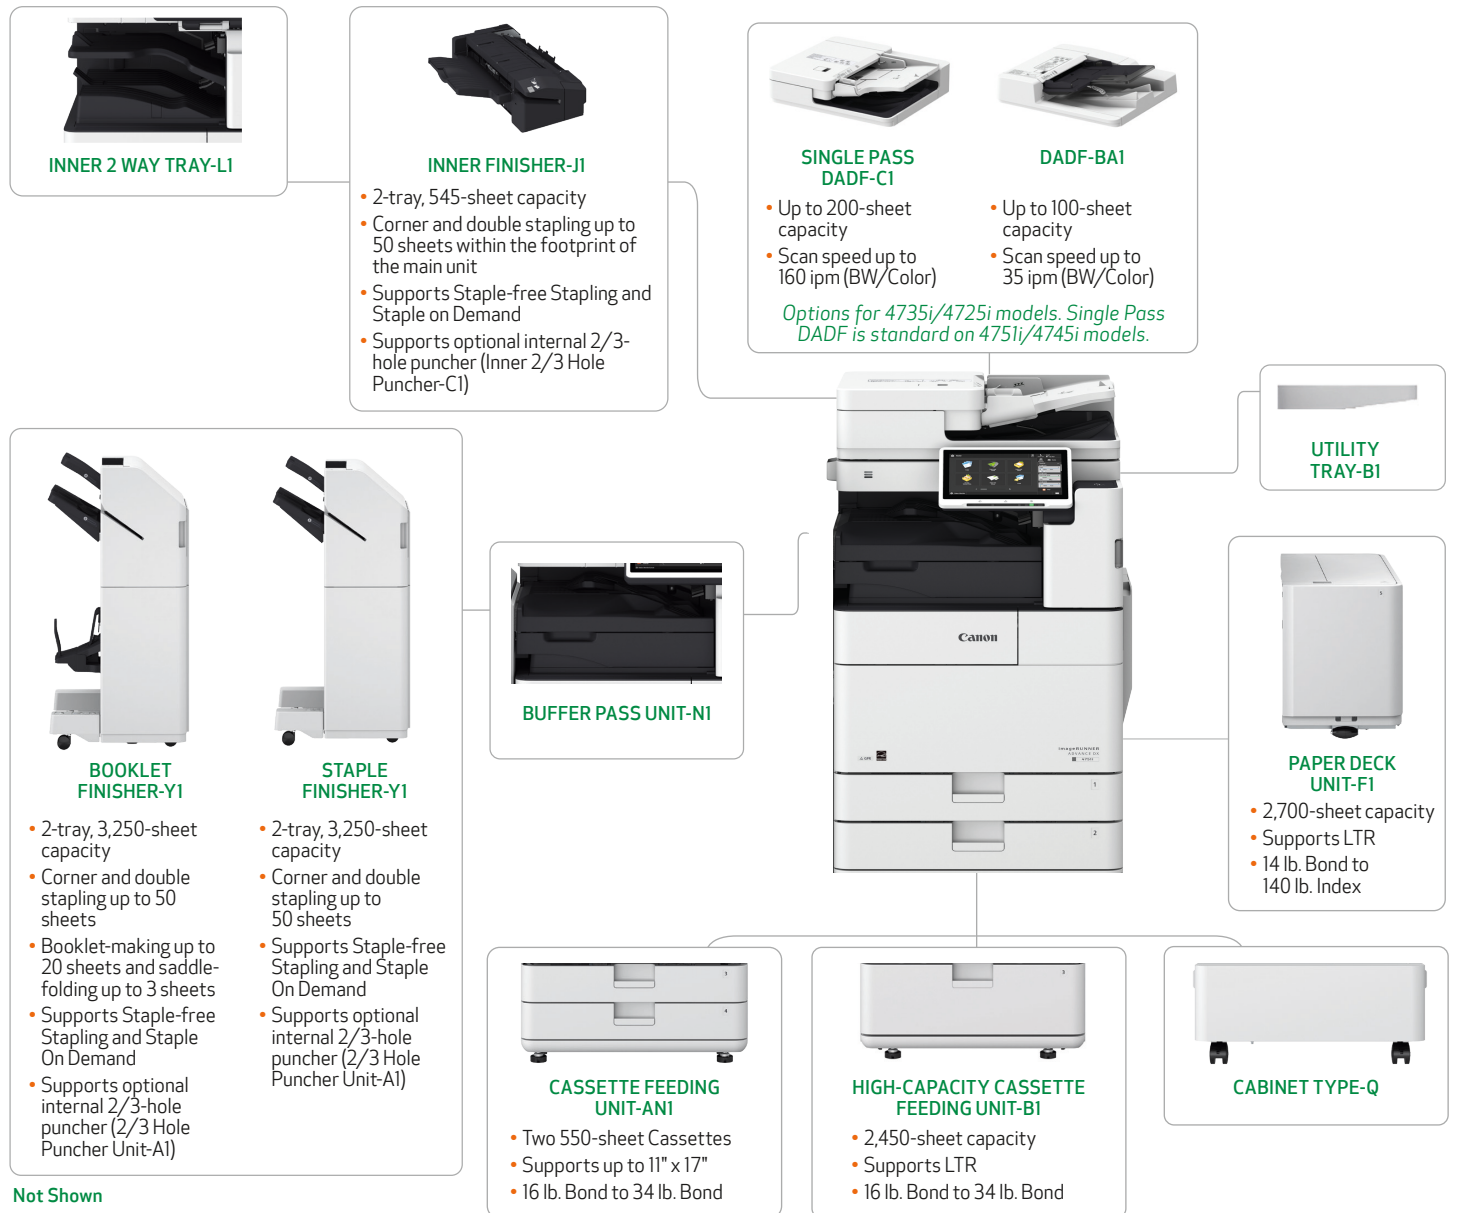 INNER 2 WAY TRAY-L1
INNER FINISHER-J1
• 2-tray, 545-sheet capacity
• Corner and double stapling up to
50 sheets within the footprint of
the main unit
• Supports Staple-free Stapling and
Staple on Demand
• Supports optional internal 2/3-
hole puncher (Inner 2/3 Hole
Puncher-C1)
SINGLE PASS
DADF-C1
• Up to 200-sheet
capacity
• Scan speed up to
160 ipm (BW/Color)
DADF-BA1
• Up to 100-sheet
capacity
• Scan speed up to
35 ipm (BW/Color)
Options for 4735i/4725i models. Single Pass
DADF is standard on 4751i/4745i models.
UTILITY
TRAY-B1
Canon
imageRUNNER
ADVANCE DX
1
2
BUFFER PASS UNIT-N1
PAPER DECK
UNIT-F1
• 2,700-sheet capacity
• Supports LTR
• 14 lb. Bond to
140 lb. Index
BOOKLET
FINISHER-Y1
• 2-tray, 3,250-sheet
capacity
• Corner and double
stapling up to 50
sheets
• Booklet-making up to
20 sheets and saddle-
folding up to 3 sheets
• Supports Staple-free
Stapling and Staple
On Demand
• Supports optional
internal 2/3-hole
puncher (2/3 Hole
Puncher Unit-A1)
STAPLE
FINISHER-Y1
• 2-tray, 3,250-sheet
capacity
• Corner and double
stapling up to
50 sheets
• Supports Staple-free
Stapling and Staple
On Demand
• Supports optional
internal 2/3-hole
puncher (2/3 Hole
Puncher Unit-A1)
3
4
CASSETTE FEEDING
UNIT-AN1
• Two 550-sheet Cassettes
• Supports up to 11" x 17"
• 16 lb. Bond to 34 lb. Bond
3
HIGH-CAPACITY CASSETTE
FEEDING UNIT-B1
• 2,450-sheet capacity
• Supports LTR
• 16 lb. Bond to 34 lb. Bond
CABINET TYPE-Q
Not Shown